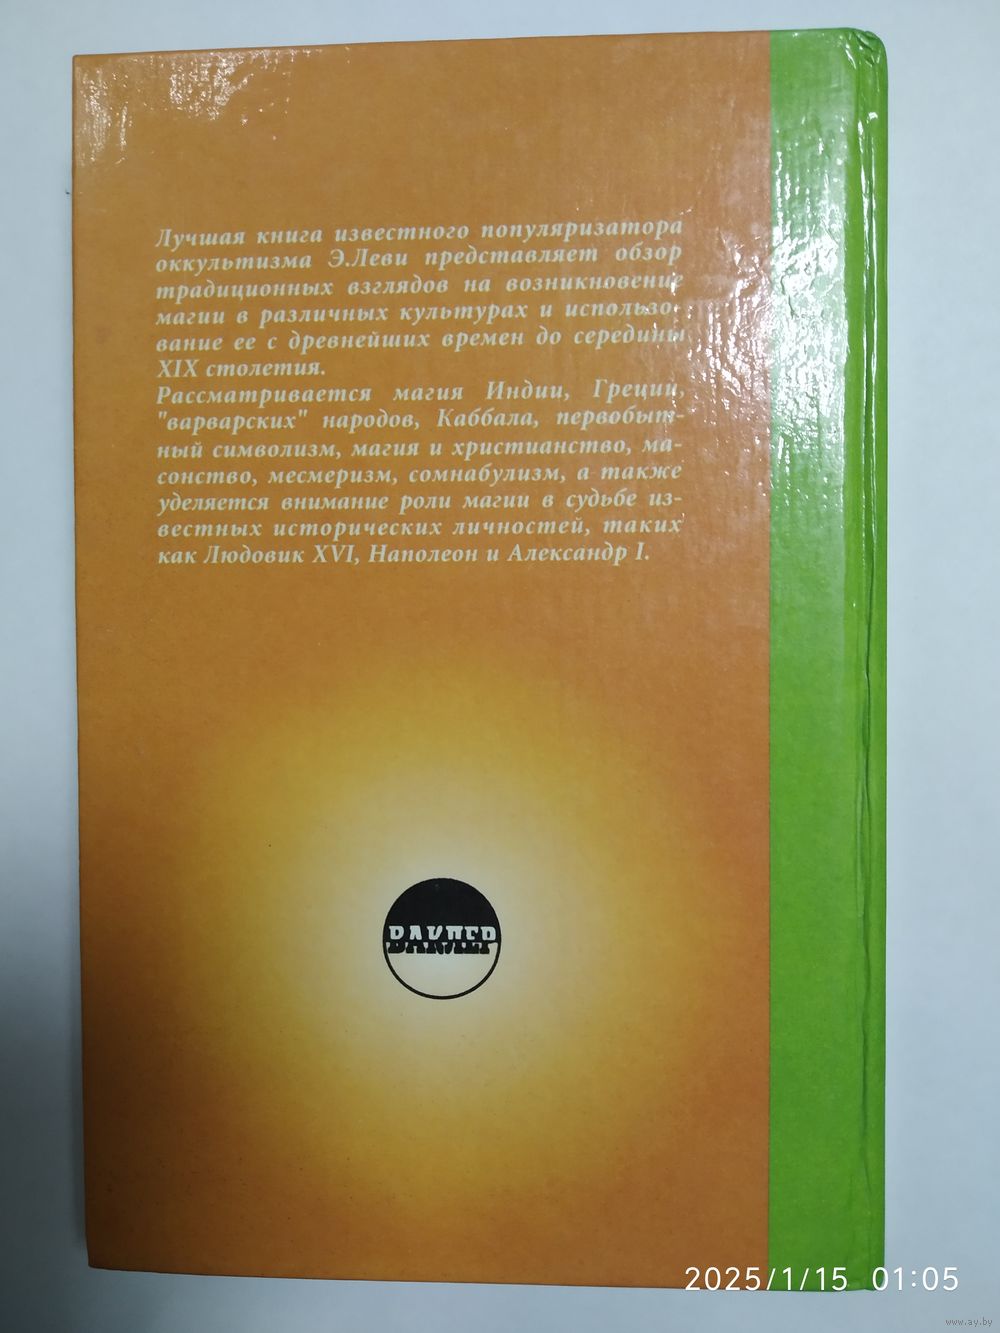 Лучшая книга известного популяризатора
оккультизма Э.Леви представляет обзор
традиционных взглядов на возникновение
магии в различных культурах и использо-
вание ее с древнейших времен до середины
XIX столетия.
Рассматривается магия Индии, Греции,
"варварских" народов, Каббала, первобыт-
ный символизм, магия и христианство, ма-
сонство, месмеризм, сомнабулизм, а также
уделяется внимание роли магии в судьбе из-
вестных исторических личностей, таких
как Людовик XVI, Наполеон и Александр I.
ВАКЛЕР
2025/1/15 01:05
www.ay.by